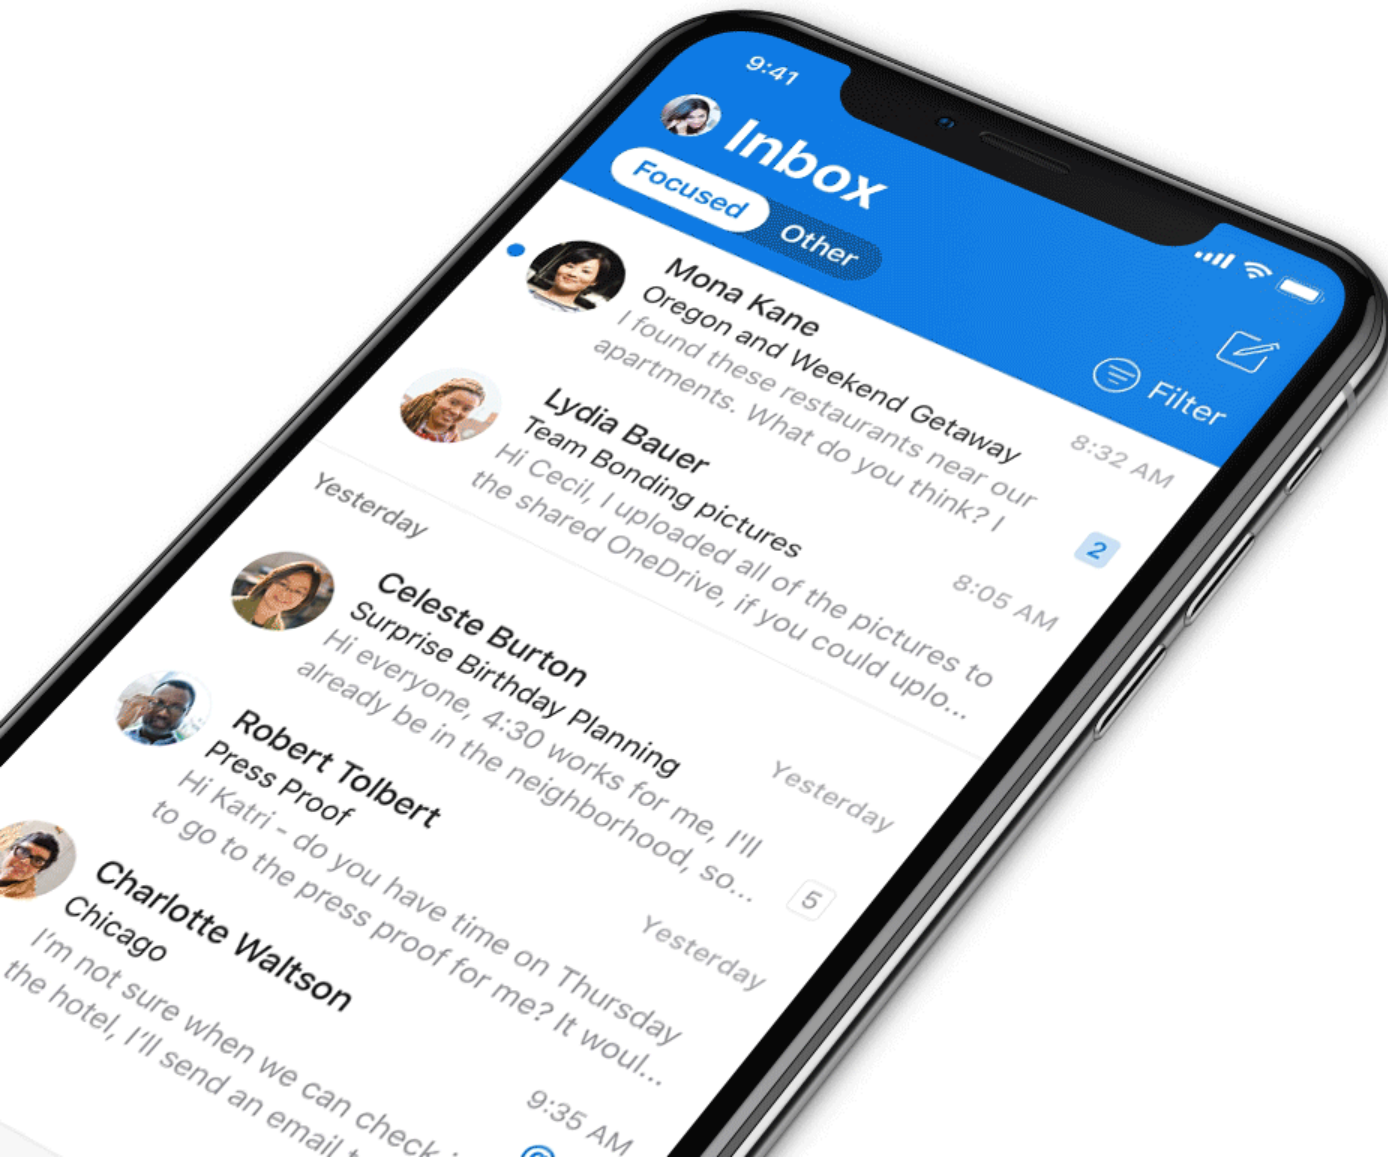 9:41
Inbox
Focused
Other
Filter
Mona Kane
Oregon and Weekend Getaway
8:32 AM
I found these restaurants near our
apartments. What do you think? I
2
Lydia Bauer
Team Bonding pictures
8:05 AM
Hi Cecil, I uploaded all of the pictures to
the shared OneDrive, if you could uplo...
Yesterday
Celeste Burton
Surprise Birthday Planning
Yesterday
Hi everyone, 4:30 works for me, I'll
already be in the neighborhood, so...
5
Robert Tolbert
Press Proof
Yesterday
Hi Katri - do you have time on Thursday
to go to the press proof for me? It woul...
Charlotte Waltson
Chicago
9:35 AM
I'm not sure when we can check
the hotel, I'll send an email